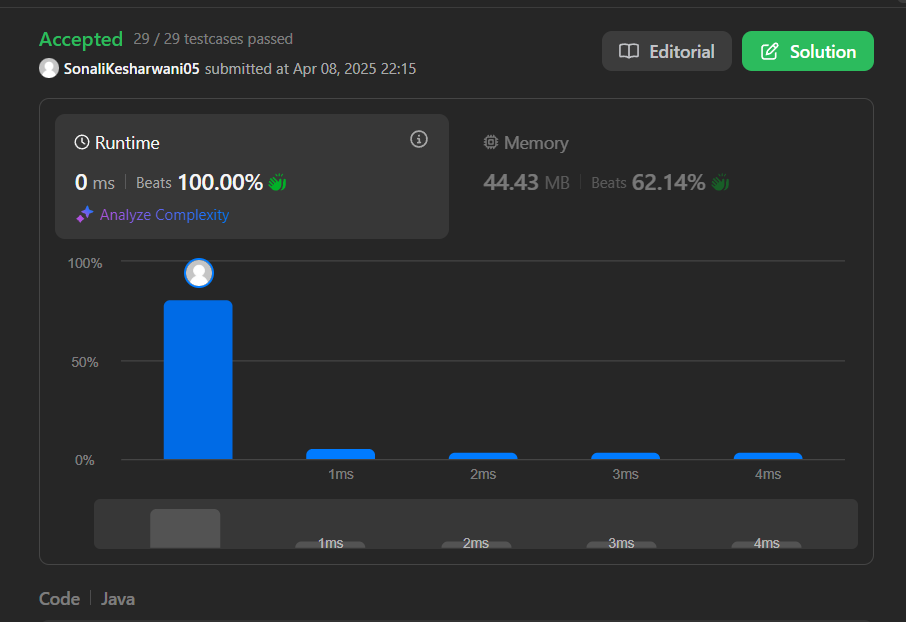 Accepted 29 / 29 testcases passed
SonaliKesharwani05 submitted at Apr 08, 2025 22:15
Editorial
Solution
Runtime
0 ms Beats 100.00%
Analyze Complexity
Memory
44.43 MB Beats 62.14%
100%
50%
0%
1ms 2ms 3ms 4ms
1ms 2ms 3ms 4ms
Code Java